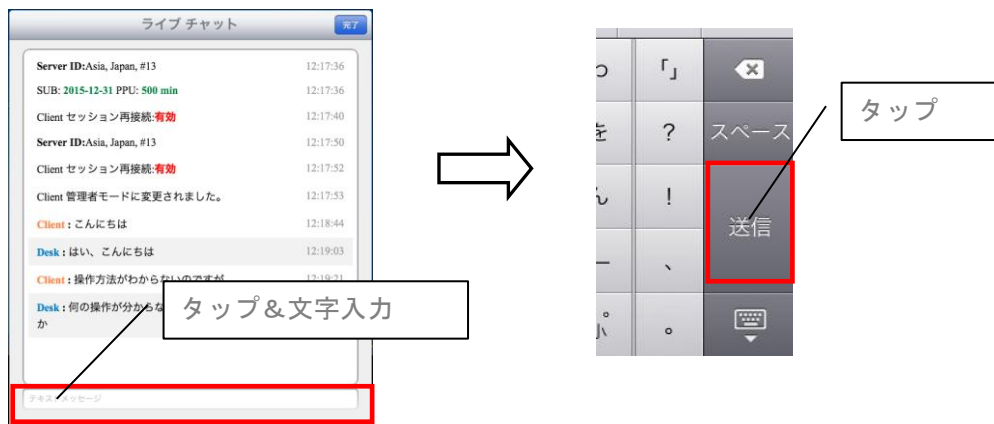 ライブ チャット
完了
Server ID:Asia, Japan, #13 12:17:36
SUB: 2015-12-31 PPU: 500 min 12:17:36
Client セッション再接続:有効 12:17:40
Server ID:Asia, Japan, #13 12:17:50
Client セッション再接続:有効 12:17:52
Client 管理者モードに変更されました。 12:17:53
Client : こんにちは 12:18:44
Desk : はい、こんにちは 12:19:03
Client : 操作方法がわからないのですが 12:19:21
Desk : 何の操作が分からな
か
タップ&文字入力
テキストメッセージ
「」
を ? スペース
ん !
送信
ー 、
。
タップ